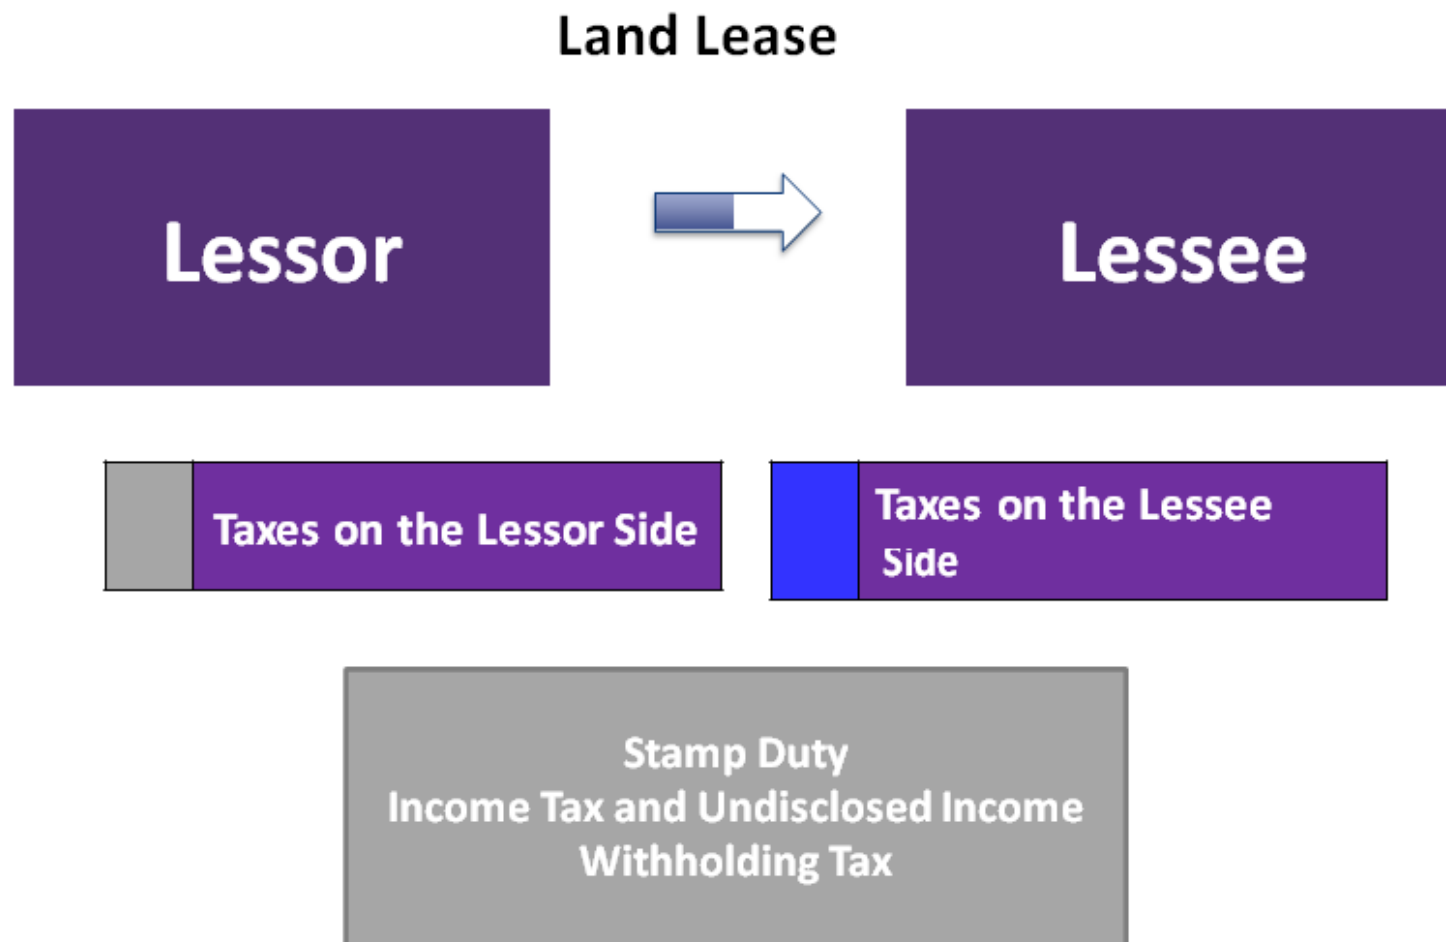 Land Lease
Lessor
Lessee
Taxes on the Lessor Side
Taxes on the Lessee
Side
Stamp Duty
Income Tax and Undisclosed Income
Withholding Tax